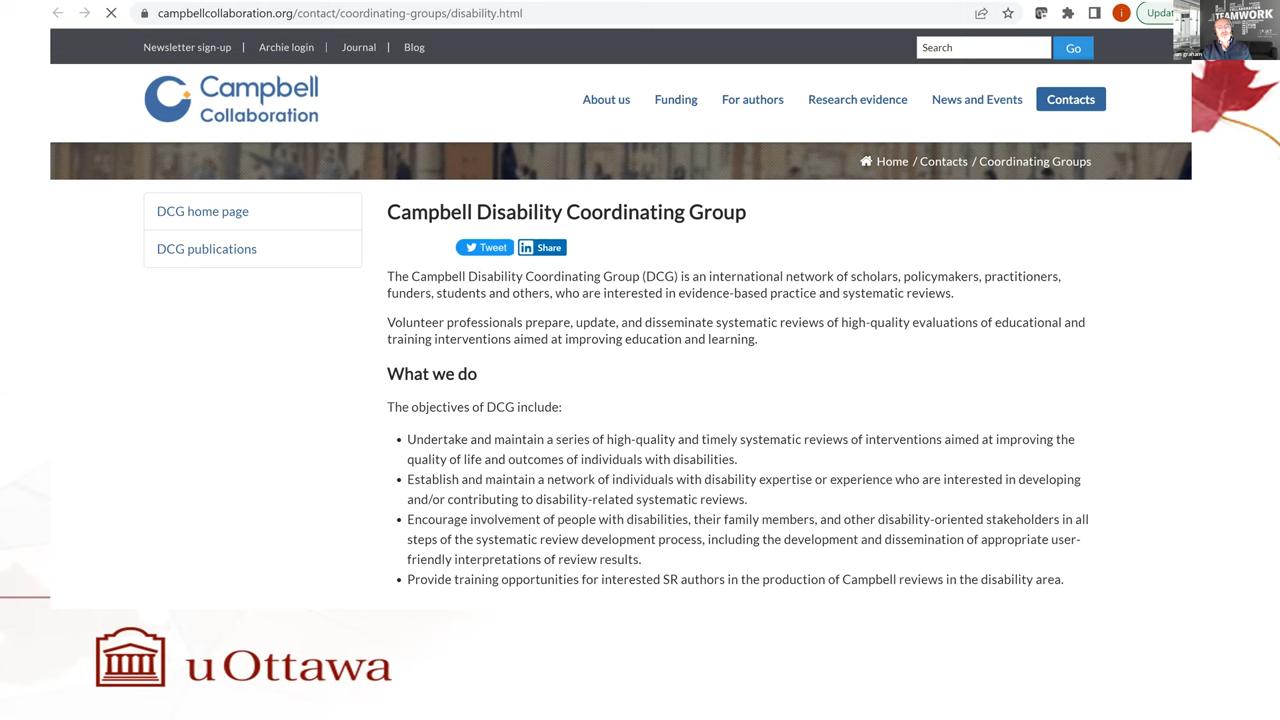 campbellcollaboration.org/contact/coordinating-groups/disability.html
i
TEAMWORK
Newsletter sign-up | Archie login | Journal | Blog
Search
Go
Campbell
Collaboration
About us Funding For authors Research evidence News and Events Contacts
Home / Contacts / Coordinating Groups
DCG home page
DCG publications
Campbell Disability Coordinating Group
Tweet
in Share
The Campbell Disability Coordinating Group (DCG) is an international network of scholars, policymakers, practitioners,
funders, students and others, who are interested in evidence-based practice and systematic reviews.
Volunteer professionals prepare, update, and disseminate systematic reviews of high-quality evaluations of educational and
training interventions aimed at improving education and learning.
What we do
The objectives of DCG include:
• Undertake and maintain a series of high-quality and timely systematic reviews of interventions aimed at improving the
quality of life and outcomes of individuals with disabilities.
• Establish and maintain a network of individuals with disability expertise or experience who are interested in developing
and/or contributing to disability-related systematic reviews.
• Encourage involvement of people with disabilities, their family members, and other disability-oriented stakeholders in all
steps of the systematic review development process, including the development and dissemination of appropriate user-
friendly interpretations of review results.
• Provide training opportunities for interested SR authors in the production of Campbell reviews in the disability area.
uOttawa